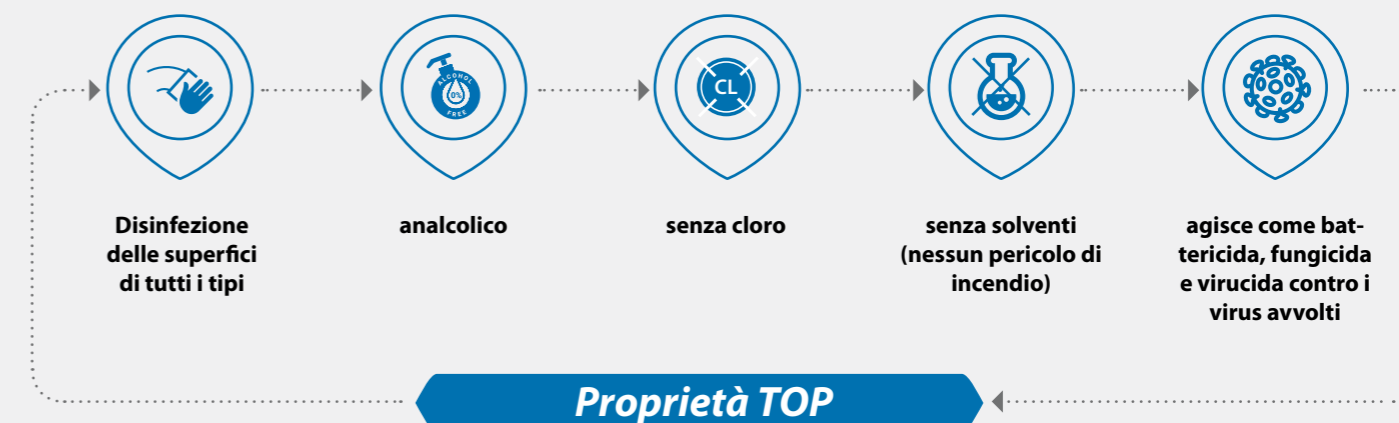 ALCOHOL
0%
FREE
CL
Disinfezione
delle superfici
di tutti i tipi
analcolico
senza cloro
senza solventi
(nessun pericolo di
incendio)
agisce come bat-
tericida, fungicida
e virucida contro i
virus avvolti
Proprietà TOP